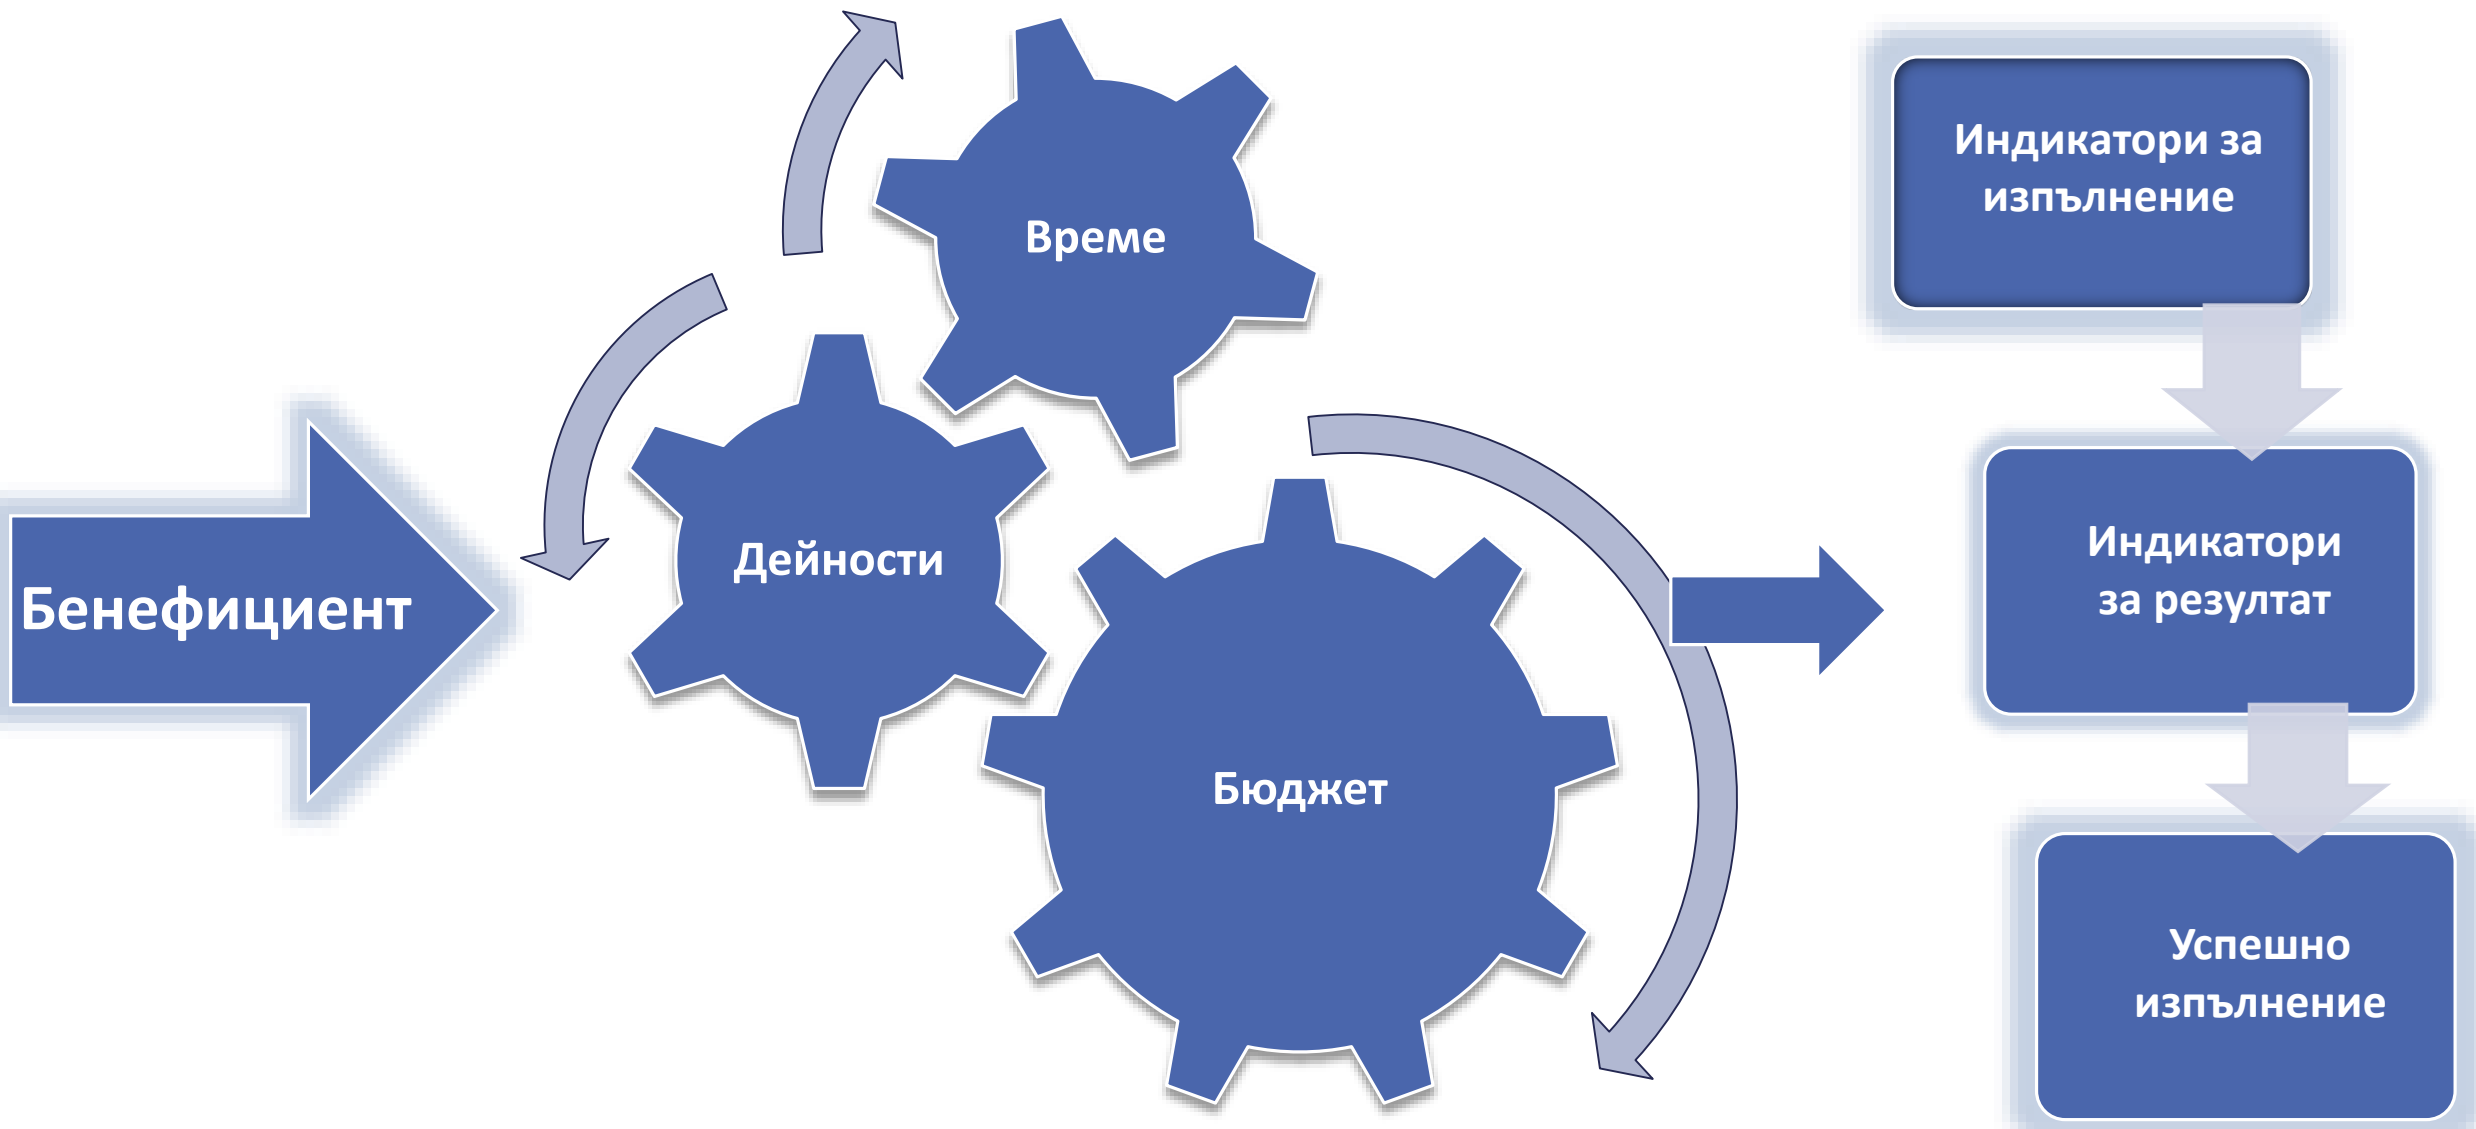 Бенефициент
Време
Дейности
Бюджет
Индикатори за
изпълнение
Индикатори
за резултат
Успешно
изпълнение